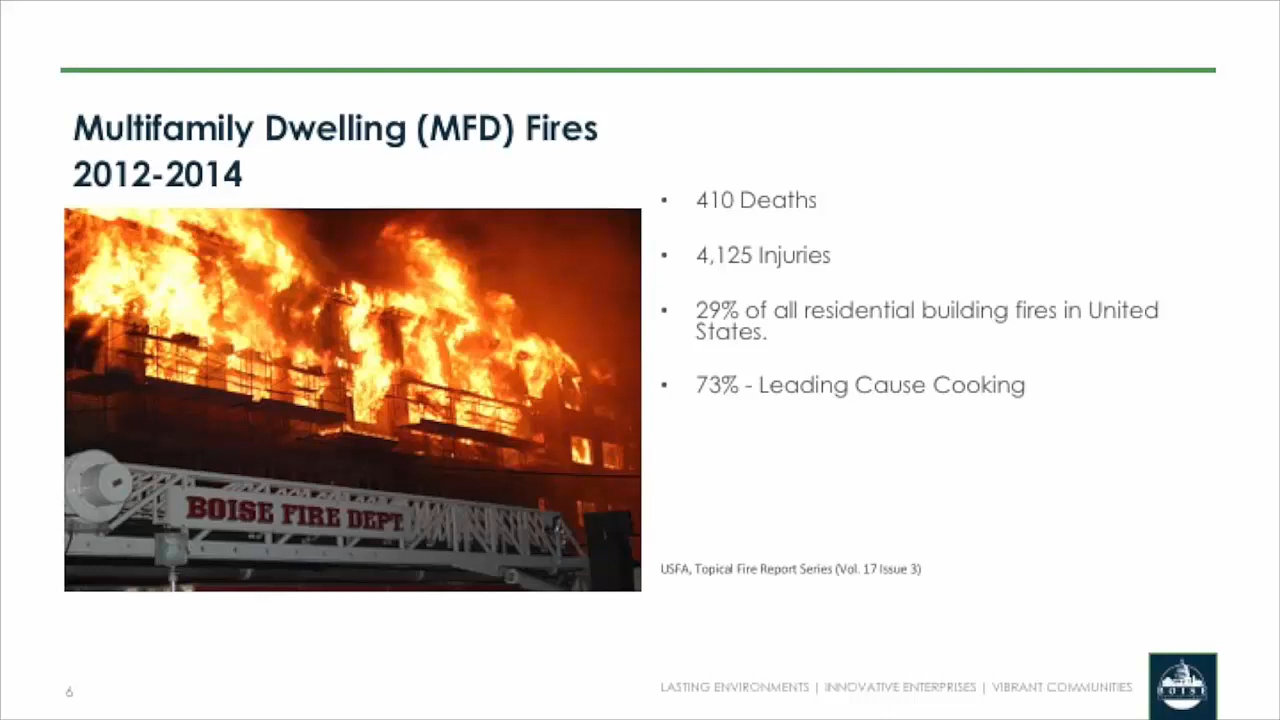 Multifamily Dwelling (MFD) Fires
2012-2014
• 410 Deaths
• 4,125 Injuries
• 29% of all residential building fires in United
States.
• 73% - Leading Cause Cooking
BOISE FIRE DEPT
USFA, Topical Fire Report Series (Vol. 17 Issue 3)
6
LASTING ENVIRONMENTS | INNOVATIVE ENTERPRISES | VIBRANT COMMUNITIES
BOISE